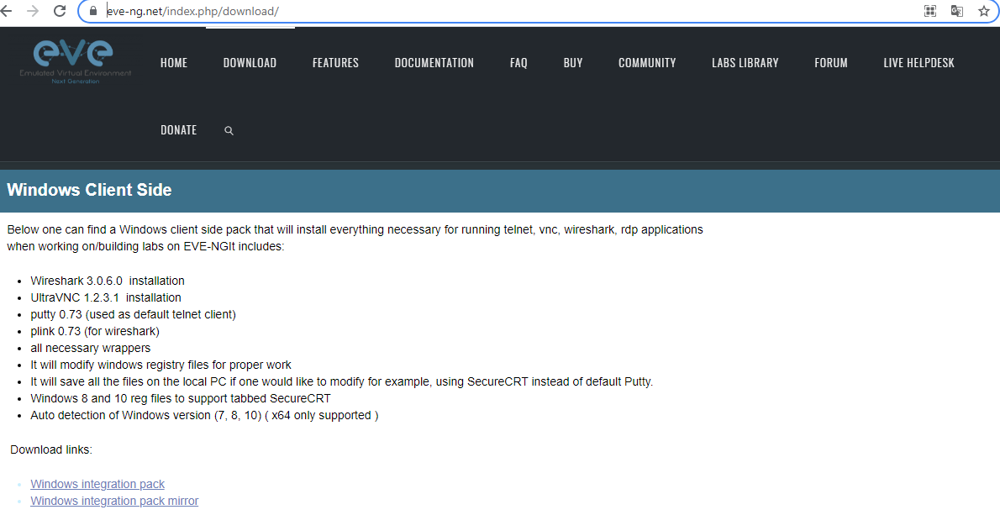 eve-ng.net/index.php/download/
eve
Emulated Virtual Environment
Next Generation
HOME DOWNLOAD FEATURES DOCUMENTATION FAQ BUY COMMUNITY LABS LIBRARY FORUM LIVE HELPDESK
DONATE
Windows Client Side
Below one can find a Windows client side pack that will install everything necessary for running telnet, vnc, wireshark, rdp applications
when working on/building labs on EVE-NGIt includes:
Wireshark 3.0.6.0 installation
UltraVNC 1.2.3.1 installation
putty 0.73 (used as default telnet client)
plink 0.73 (for wireshark)
all necessary wrappers
It will modify windows registry files for proper work
It will save all the files on the local PC if one would like to modify for example, using SecureCRT instead of default Putty.
Windows 8 and 10 reg files to support tabbed SecureCRT
Auto detection of Windows version (7, 8, 10) ( x64 only supported )
Download links:
Windows integration pack
Windows integration pack mirror